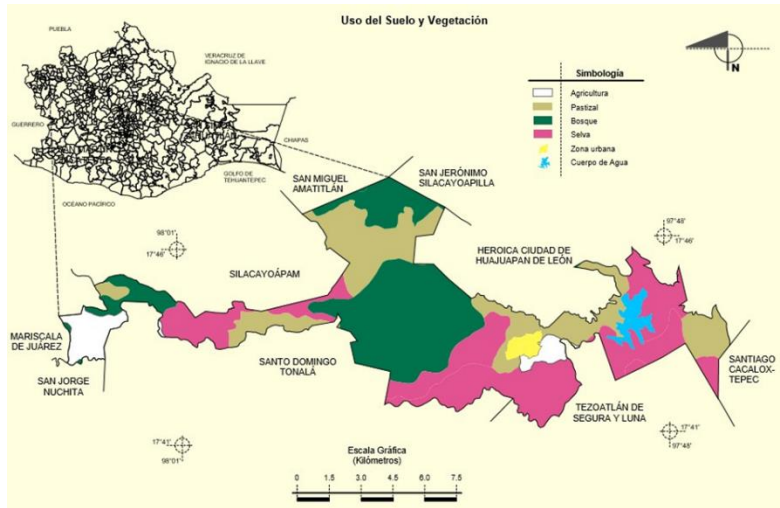 Uso del Suelo y Vegetación
PUEBLA
VERACRUZ DE
IGNACIO DE LA LLAVE
GUERRERO
CHIAPAS
GOLFO DE
TEHUANTEPEC
OCEANO PACÍFICO
N
Simbología
Agricultura
Pastizal
Bosque
Selva
Zona urbana
Cuerpo de Agua
SAN MIGUEL
AMATITLÁN
SAN JERÓNIMO
SILACAYOAPILLA
98°01'
17°46'
97°48'
17°46'
HEROICA CIUDAD DE
HUAJUAPAN DE LEÓN
SILACAYOÁPAM
MARISCALA
DE JUÁREZ
SAN JORGE
NUCHITA
SANTO DOMINGO
TONALÁ
SANTIAGO
CACALOX-
TEPEC
TEZOATLÁN DE
SEGURA Y LUNA
17°41'
98°01'
17°41'
97°48'
Escala Gráfica
(Kilómetros)
0 1.5 3.0 4.5 6.0 7.5